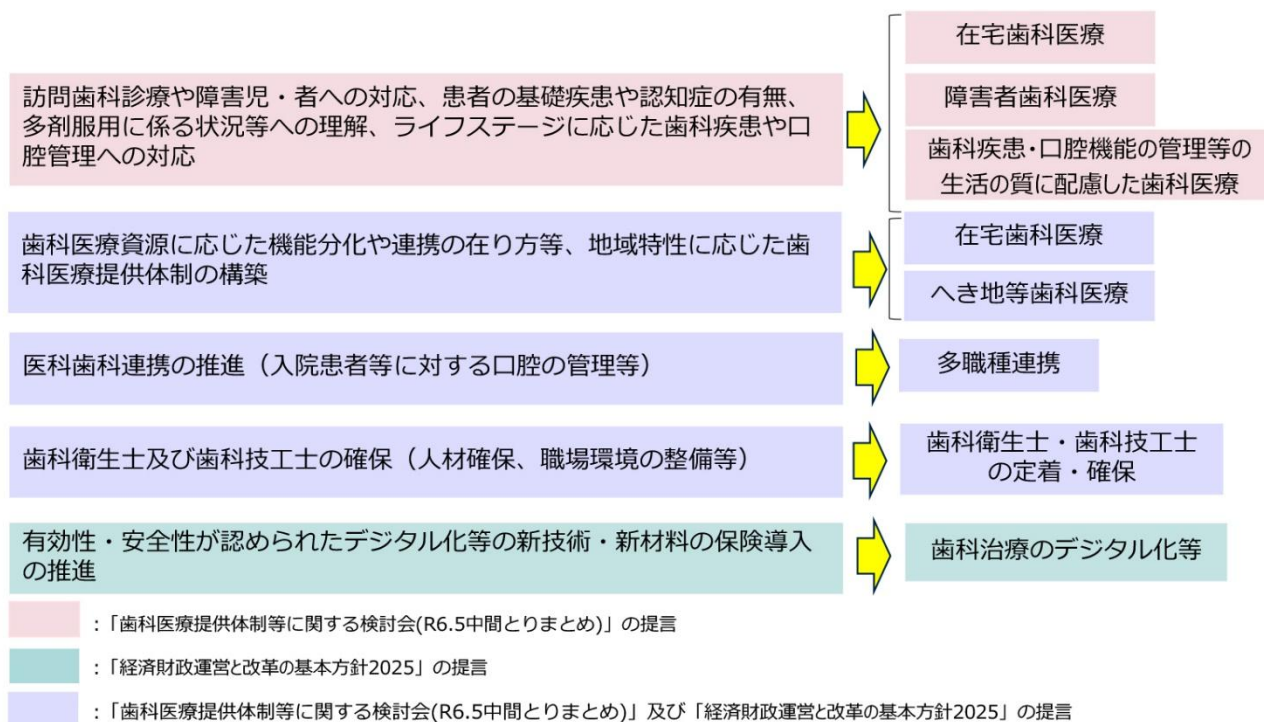 在宅歯科医療
訪問歯科診療や障害児・者への対応、患者の基礎疾患や認知症の有無、
多剤服用に係る状況等への理解、ライフステージに応じた歯科疾患や口
腔管理への対応
障害者歯科医療
歯科疾患・口腔機能の管理等の
生活の質に配慮した歯科医療
歯科医療資源に応じた機能分化や連携の在り方等、地域特性に応じた歯
科医療提供体制の構築
在宅歯科医療
へき地等歯科医療
医科歯科連携の推進（入院患者等に対する口腔の管理等）
多職種連携
歯科衛生士及び歯科技工士の確保（人材確保、職場環境の整備等）
歯科衛生士・歯科技工士
の定着・確保
有効性・安全性が認められたデジタル化等の新技術・新材料の保険導入
の推進
歯科治療のデジタル化等
：「歯科医療提供体制等に関する検討会(R6.5中間とりまとめ)」の提言
：「経済財政運営と改革の基本方針2025」の提言
：「歯科医療提供体制等に関する検討会(R6.5中間とりまとめ)」及び「経済財政運営と改革の基本方針2025」の提言